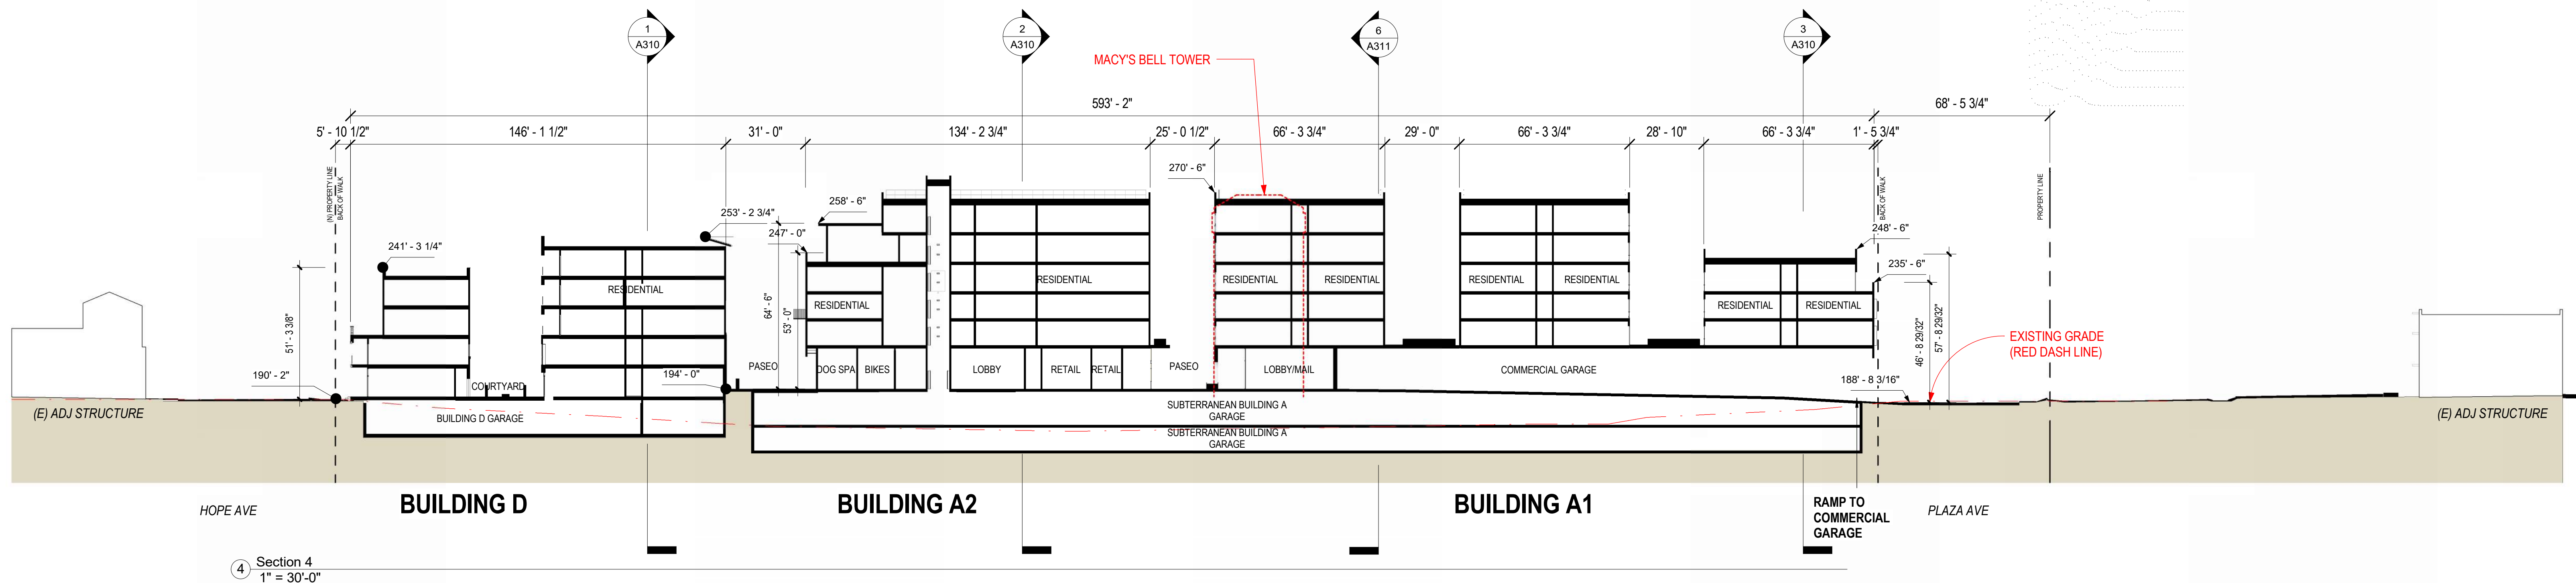 1
A310
2
A310
6
A311
3
A310
MACY'S BELL TOWER
593' - 2"
68' - 5 3/4"
5' - 10 1/2"
146' - 1 1/2"
31' - 0"
134' - 2 3/4"
25' - 0 1/2"
66' - 3 3/4"
29' - 0"
66' - 3 3/4"
28' - 10"
66' - 3 3/4"
1' - 5 3/4"
(N) PROPERTY LINE
BACK OF WALK
BACK OF WALK
PROPERTY LINE
270' - 6"
258' - 6"
253' - 2 3/4"
247' - 0"
241' - 3 1/4"
248' - 6"
235' - 6"
RESIDENTIAL
RESIDENTIAL
RESIDENTIAL
RESIDENTIAL
RESIDENTIAL
RESIDENTIAL
RESIDENTIAL
RESIDENTIAL
RESIDENTIAL
64' - 6"
53' - 0"
51' - 3 3/8"
46' - 8 29/32"
57' - 8 29/32"
EXISTING GRADE
(RED DASH LINE)
190' - 2"
194' - 0"
188' - 8 3/16"
COURTYARD
PASEO
DOG SPA
BIKES
LOBBY
RETAIL
RETAIL
PASEO
LOBBY/MAIL
COMMERCIAL GARAGE
BUILDING D GARAGE
SUBTERRANEAN BUILDING A
GARAGE
SUBTERRANEAN BUILDING A
GARAGE
(E) ADJ STRUCTURE
(E) ADJ STRUCTURE
HOPE AVE
BUILDING D
BUILDING A2
BUILDING A1
RAMP TO
COMMERCIAL
GARAGE
PLAZA AVE
4
Section 4
1" = 30'-0"